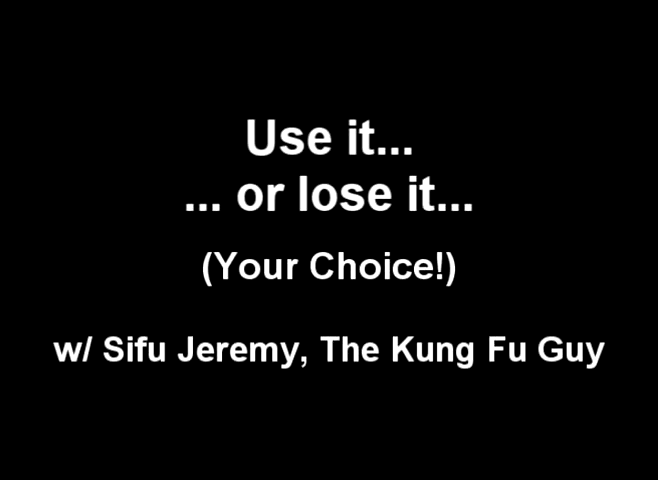 Use it...
... or lose it...
(Your Choice!)
w/ Sifu Jeremy, The Kung Fu Guy